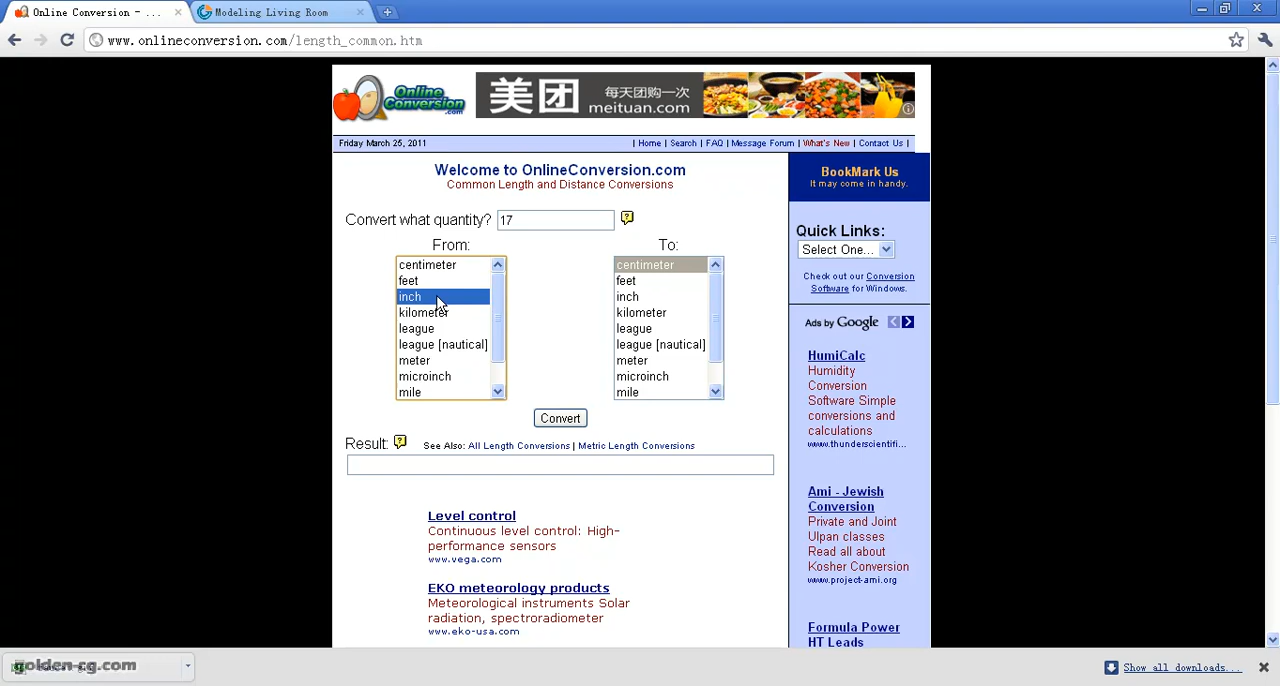 Online Conversion - ...
Modeling Living Room
www.onlineconversion.com/length_common.htm
Online Conversion.com
美团
每天团购一次
meituan.com
Friday March 25, 2011
| Home | Search | FAQ | Message Forum | What's New | Contact Us |
Welcome to OnlineConversion.com
Common Length and Distance Conversions
BookMark Us
It may come in handy.
Convert what quantity? 17
From:
To:
centimeter
feet
inch
kilometer
league
league [nautical]
meter
microinch
mile
centimeter
feet
inch
kilometer
league
league [nautical]
meter
microinch
mile
Convert
Result:
See Also: All Length Conversions | Metric Length Conversions
Quick Links:
Select One...
Check out our Conversion
Software for Windows.
Ads by Google
HumiCalc
Humidity
Conversion
Software Simple
conversions and
calculations
www.thunderscientifi...
Ami - Jewish
Conversion
Private and Joint
Ulpan classes
Read all about
Kosher Conversion
www.project-ami.org
Formula Power
HT Leads
Level control
Continuous level control: High-
performance sensors
www.vega.com
EKO meteorology products
Meteorological instruments Solar
radiation, spectroradiometer
www.eko-usa.com
Show all downloads...